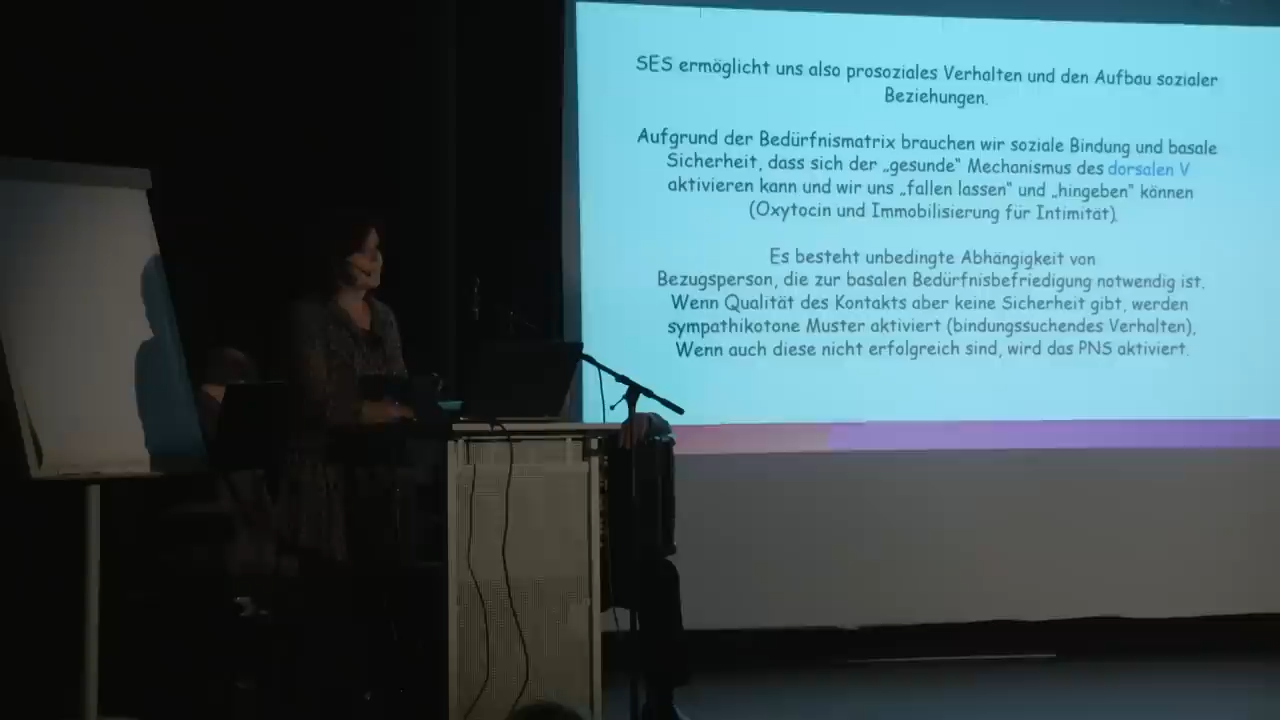 SES ermöglicht uns also prosoziales Verhalten und den Aufbau sozialer
Beziehungen.
Aufgrund der Bedürfnismatrix brauchen wir soziale Bindung und basale
Sicherheit, dass sich der „gesunde" Mechanismus des dorsalen V
aktivieren kann und wir uns „fallen lassen" und „hingeben" können
(Oxytocin und Immobilisierung für Intimität).
Es besteht unbedingte Abhängigkeit von
Bezugsperson, die zur basalen Bedürfnisbefriedigung notwendig ist.
Wenn Qualität des Kontakts aber keine Sicherheit gibt, werden
sympathikotone Muster aktiviert (bindungssuchendes Verhalten),
Wenn auch diese nicht erfolgreich sind, wird das PNS aktiviert.